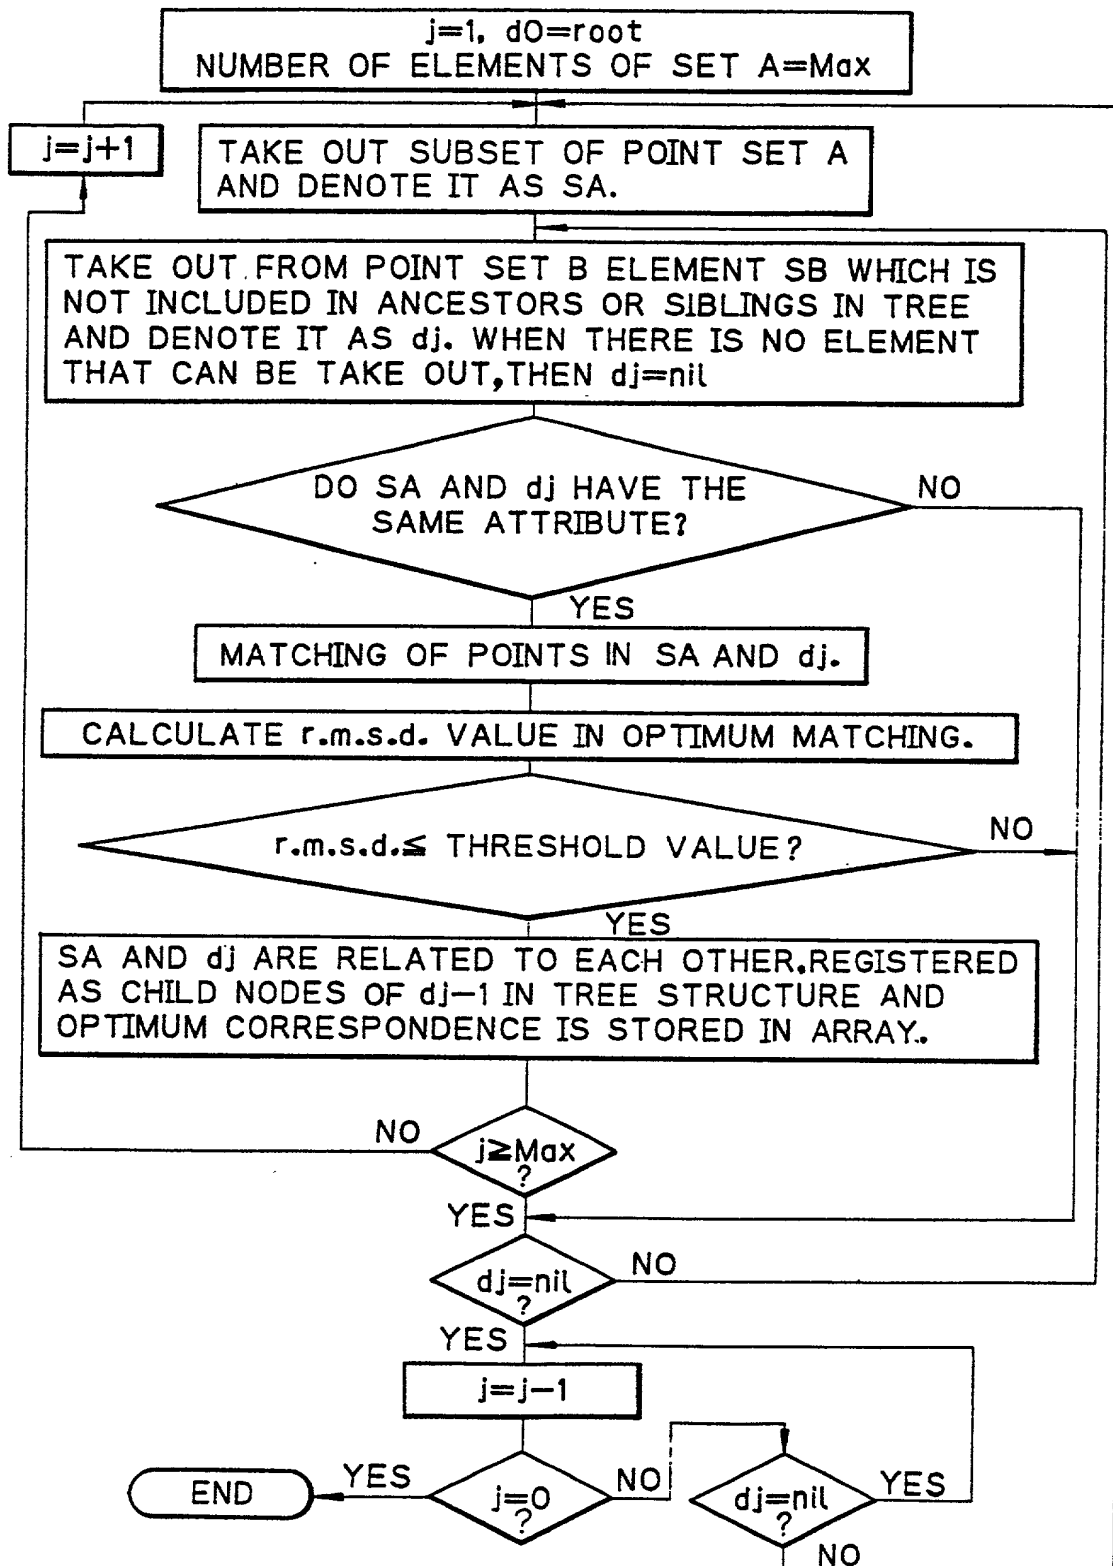 j=1, d0=root
NUMBER OF ELEMENTS OF SET A=Max
j=j+1
TAKE OUT SUBSET OF POINT SET A
AND DENOTE IT AS SA.
TAKE OUT FROM POINT SET B ELEMENT SB WHICH IS
NOT INCLUDED IN ANCESTORS OR SIBLINGS IN TREE
AND DENOTE IT AS dj. WHEN THERE IS NO ELEMENT
THAT CAN BE TAKE OUT,THEN dj=nil
DO SA AND dj HAVE THE
SAME ATTRIBUTE?
NO
YES
MATCHING OF POINTS IN SA AND dj.
CALCULATE r.m.s.d. VALUE IN OPTIMUM MATCHING.
r.m.s.d.≦ THRESHOLD VALUE?
NO
YES
SA AND dj ARE RELATED TO EACH OTHER.REGISTERED
AS CHILD NODES OF dj-1 IN TREE STRUCTURE AND
OPTIMUM CORRESPONDENCE IS STORED IN ARRAY.
NO
j≧Max
?
YES
dj=nil
?
NO
YES
j=j-1
END
YES
j=0
?
NO
dj=nil
?
YES
NO